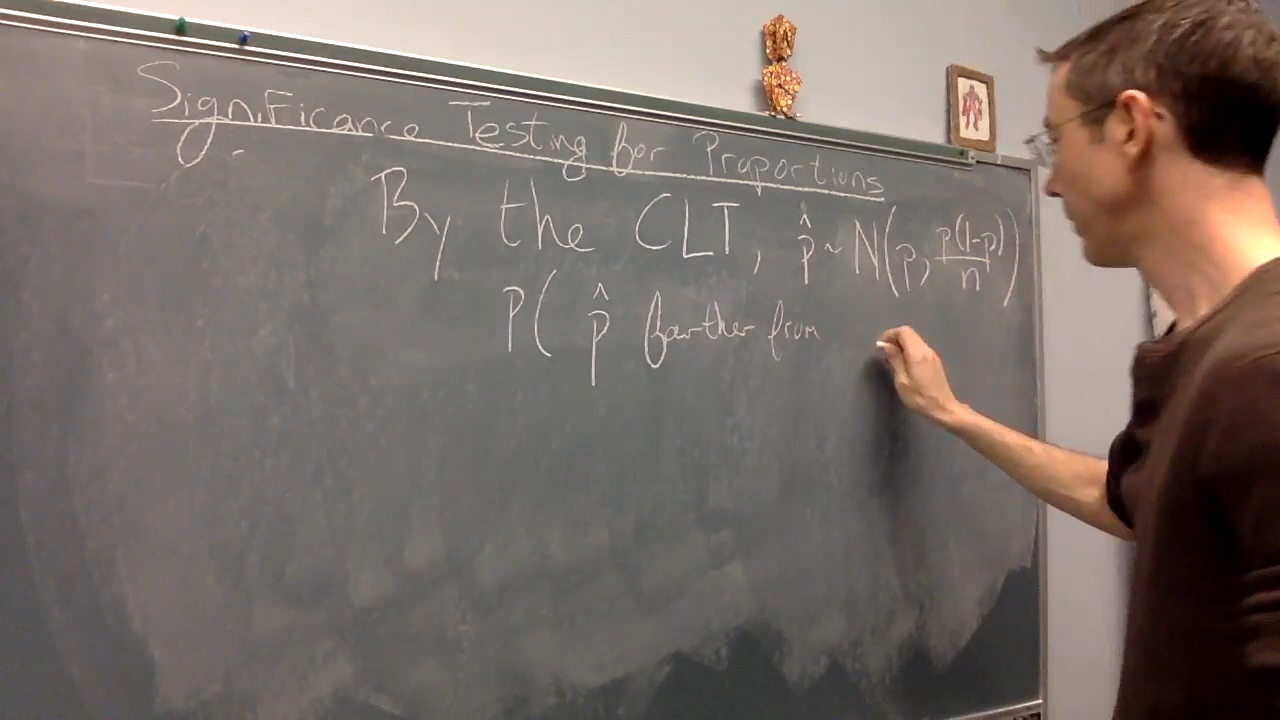 Significance Testing for Proportions
By the CLT, p̂ ~ N(p, p(1-p)/n)
P( p̂ farther from